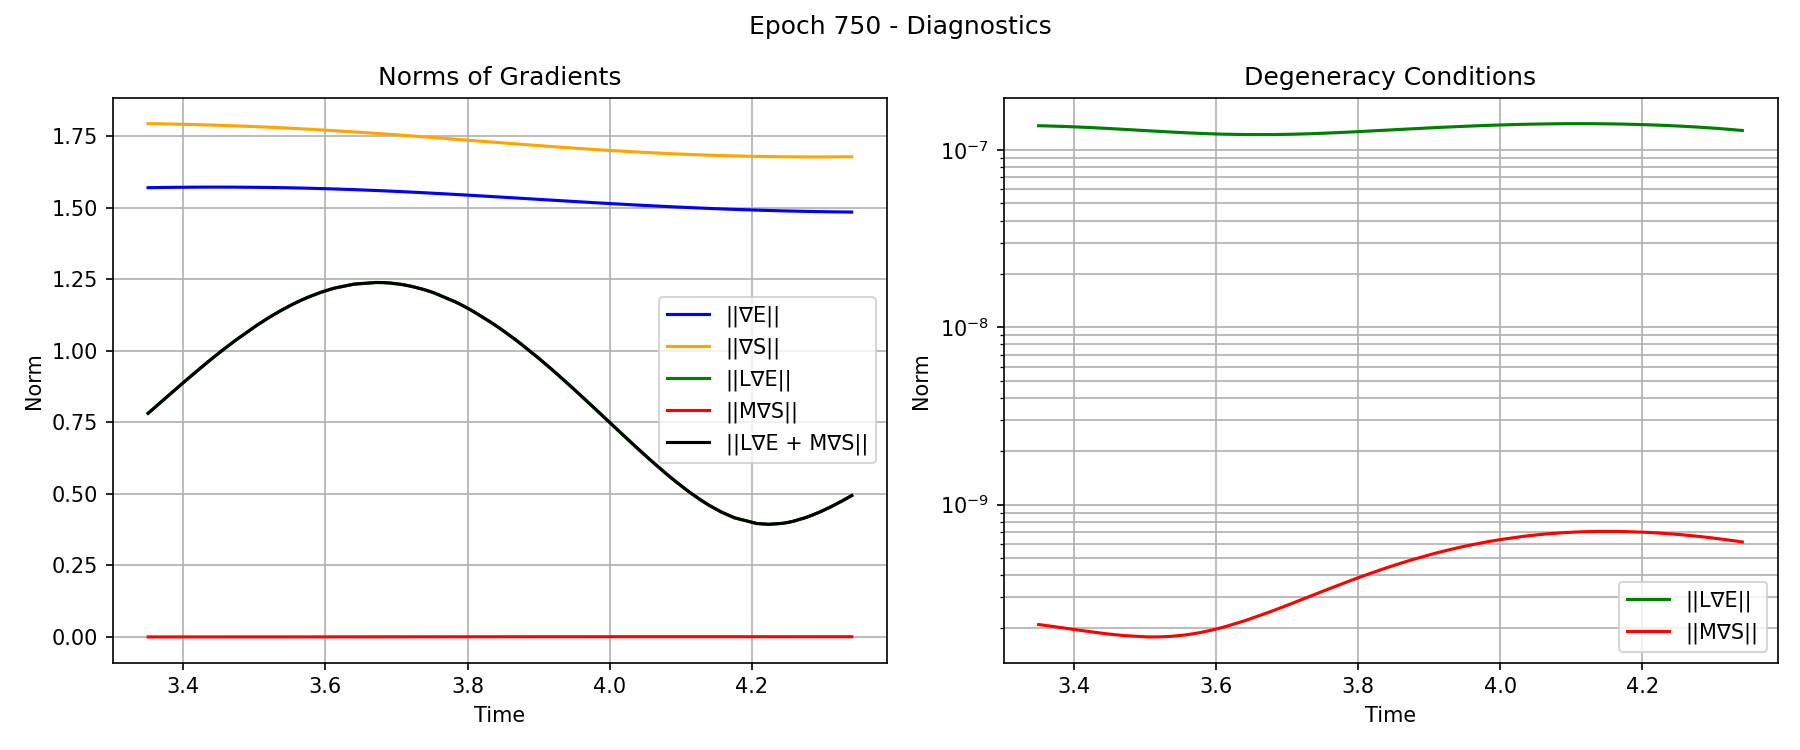 Epoch 750 - Diagnostics
Norms of Gradients
Norm
1.75
1.50
1.25
1.00
0.75
0.50
0.25
0.00
||∇E||
||∇S||
||L∇E||
||M∇S||
||L∇E + M∇S||
3.4
3.6
3.8
4.0
4.2
Time
Degeneracy Conditions
Norm
10⁻⁷
10⁻⁸
10⁻⁹
||L∇E||
||M∇S||
3.4
3.6
3.8
4.0
4.2
Time